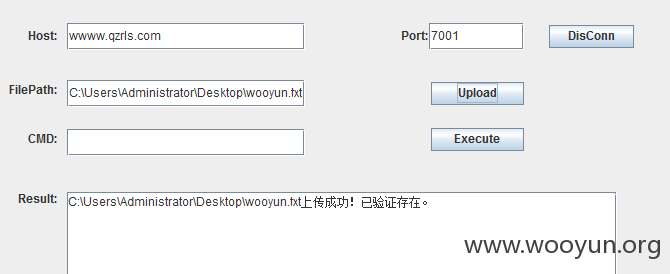 Host: wwww.qzrls.com Port: 7001 DisConn
FilePath: C:\Users\Administrator\Desktop\wooyun.txt Upload
CMD: Execute
Result: C:\Users\Administrator\Desktop\wooyun.txt上传成功！已验证存在。
www.wooyun.org